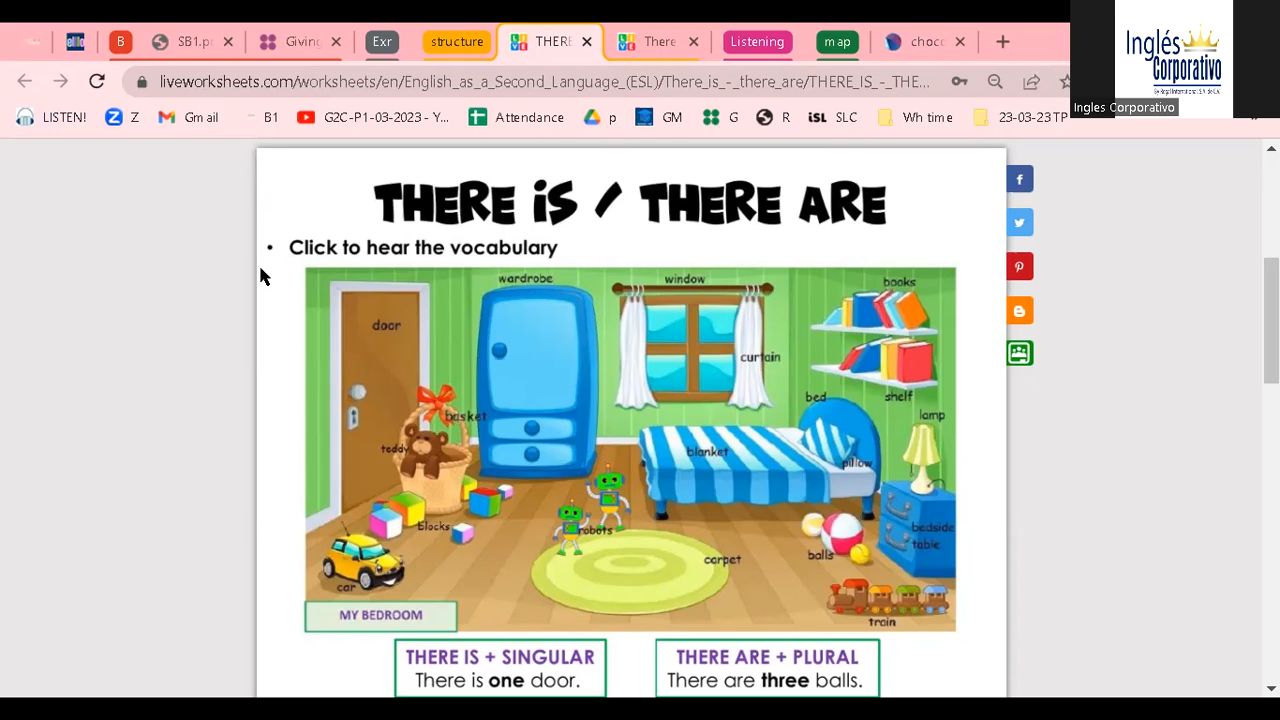 B
SB1.p
Giving
Exr
structure
THERE
There
Listening
map
choco
Inglés
Corporativo
Ingles Corporativo
liveworksheets.com/worksheets/en/English_as_a_Second_Language_(ESL)/There_is_-_there_are/THERE_IS_-_THE...
LISTEN!
Z
Gmail
B1
G2C-P1-03-2023 - Y...
Attendance
p
GM
G
R
iSL SLC
Wh time
23-03-23 TP
THERE iS / THERE ARE
• Click to hear the vocabulary
wardrobe
window
books
door
curtain
bed
shelf
lamp
basket
teddy
blanket
pillow
blocks
robots
bedside
table
balls
carpet
car
train
MY BEDROOM
THERE IS + SINGULAR
There is one door.
THERE ARE + PLURAL
There are three balls.